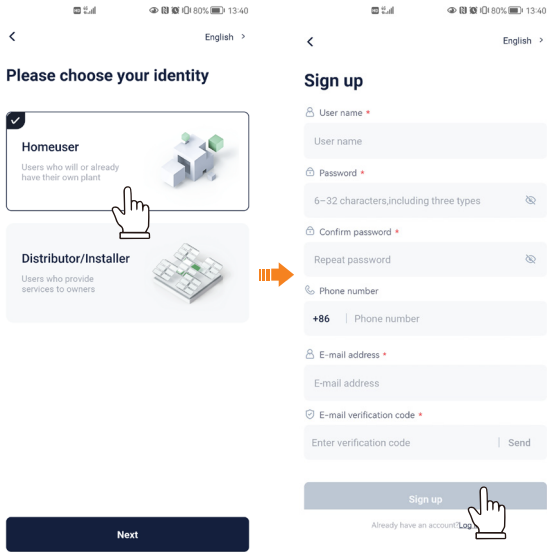 80% 13:40
English >
Please choose your identity
Homeuser
Users who will or already
have their own plant
Distributor/Installer
Users who provide
services to owners
Next
80% 13:40
English >
Sign up
User name *
User name
Password *
6-32 characters,including three types
Confirm password *
Repeat password
Phone number
+86 | Phone number
E-mail address *
E-mail address
E-mail verification code *
Enter verification code | Send
Sign up
Already have an account?Log